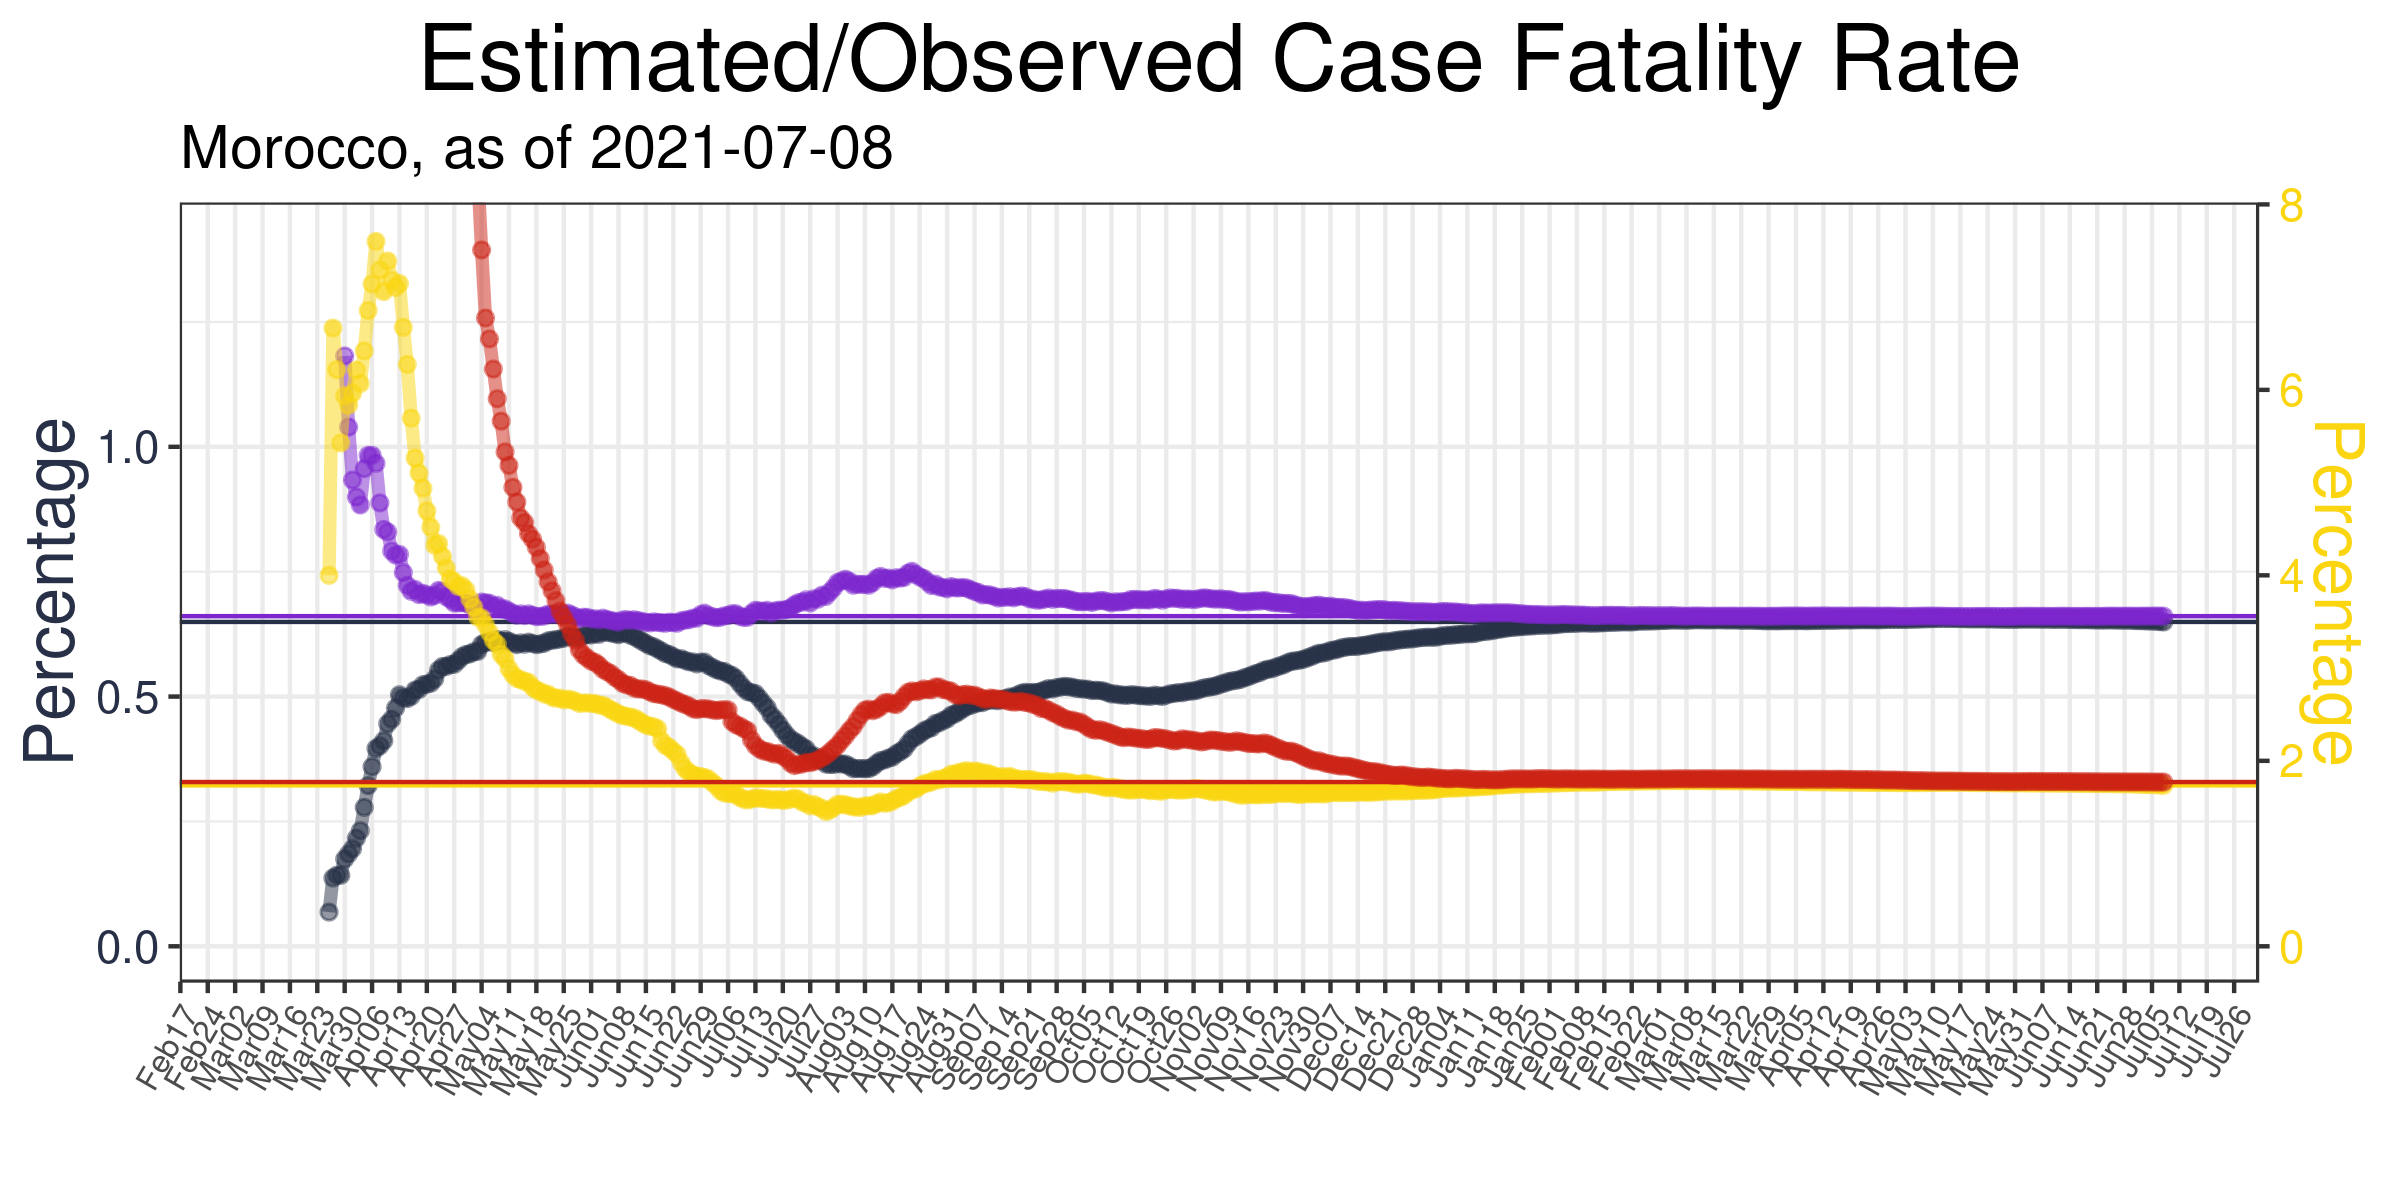 Estimated/Observed Case Fatality Rate
Morocco, as of 2021-07-08
Percentage
1.0
0.5
0.0
8
6
4
2
0
Percentage
Feb17
Feb24
Mar02
Mar09
Mar16
Mar23
Mar30
Apr06
Apr13
Apr20
Apr27
May04
May11
May18
May25
Jun01
Jun08
Jun15
Jun22
Jun29
Jul06
Jul13
Jul20
Jul27
Aug03
Aug10
Aug17
Aug24
Aug31
Sep07
Sep14
Sep21
Sep28
Oct05
Oct12
Oct19
Oct26
Nov02
Nov09
Nov16
Nov23
Nov30
Dec07
Dec14
Dec21
Dec28
Jan04
Jan11
Jan18
Jan25
Feb01
Feb08
Feb15
Feb22
Mar01
Mar08
Mar15
Mar22
Mar29
Apr05
Apr12
Apr19
Apr26
May03
May10
May17
May24
May31
Jun07
Jun14
Jun21
Jun28
Jul05
Jul12
Jul19
Jul26